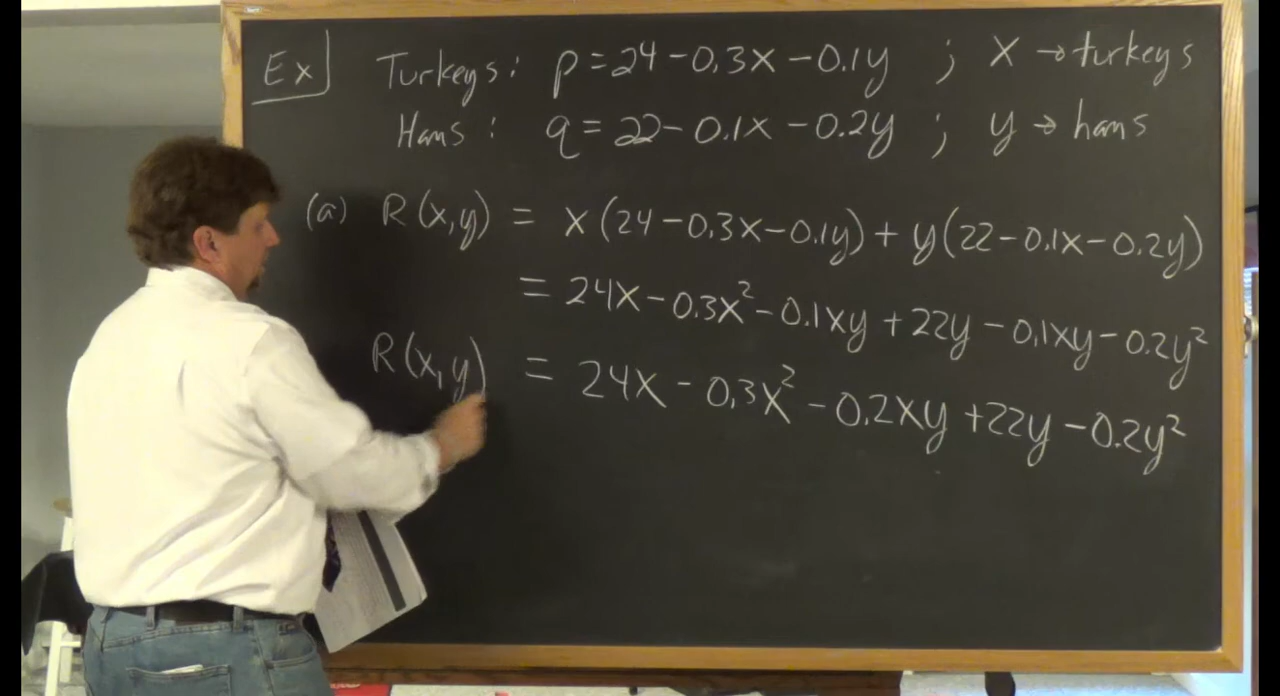 Ex Turkeys: p=24-0.3x-0.1y ; x→turkeys
Hams: q=22-0.1x-0.2y ; y→hams
(a) R(x,y) = x(24-0.3x-0.1y)+y(22-0.1x-0.2y)
= 24x-0.3x²-0.1xy+22y-0.1xy-0.2y²
R(x,y) = 24x-0.3x²-0.2xy+22y-0.2y²